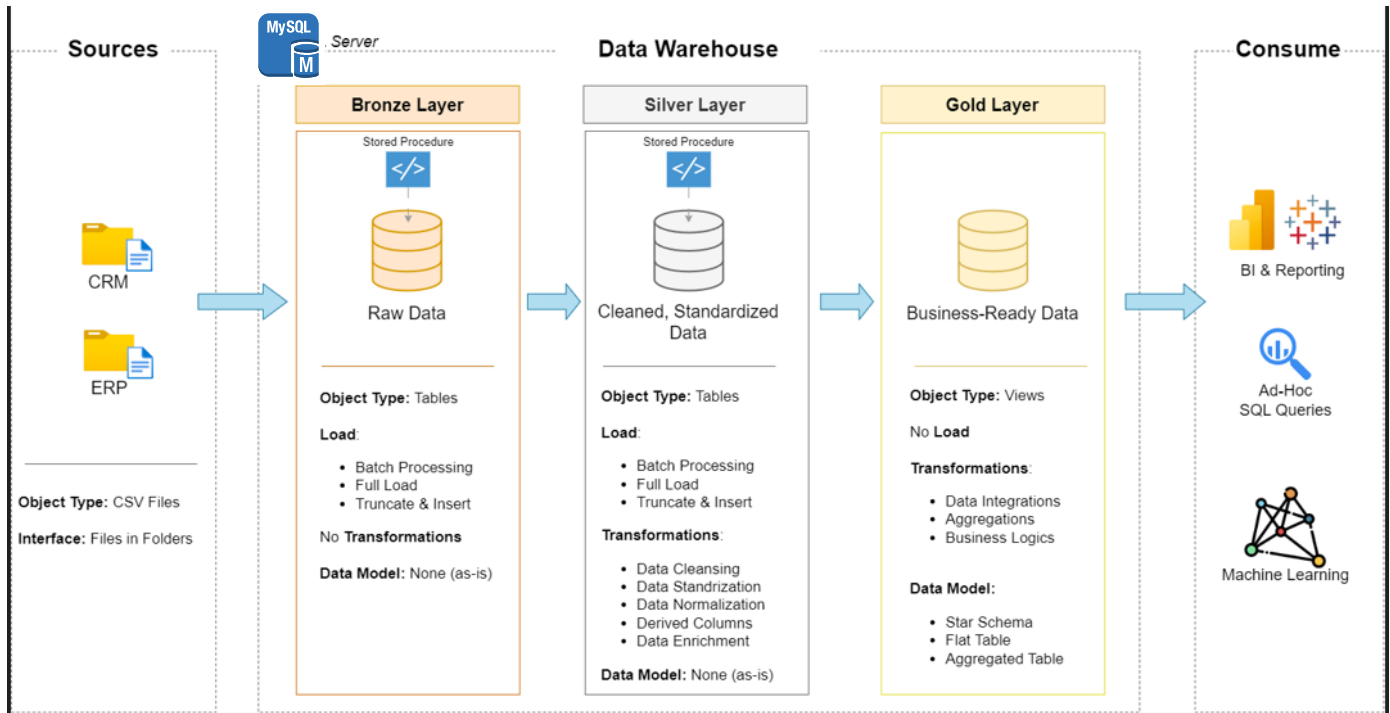 Sources
CRM
ERP
Object Type: CSV Files
Interface: Files in Folders
MySQL
M
Server
Data Warehouse
Bronze Layer
Stored Procedure
</>
Raw Data
Object Type: Tables
Load:
• Batch Processing
• Full Load
• Truncate & Insert
No Transformations
Data Model: None (as-is)
Silver Layer
Stored Procedure
</>
Cleaned, Standardized
Data
Object Type: Tables
Load:
• Batch Processing
• Full Load
• Truncate & Insert
Transformations:
• Data Cleansing
• Data Standrization
• Data Normalization
• Derived Columns
• Data Enrichment
Data Model: None (as-is)
Gold Layer
Business-Ready Data
Object Type: Views
No Load
Transformations:
• Data Integrations
• Aggregations
• Business Logics
Data Model:
• Star Schema
• Flat Table
• Aggregated Table
Consume
BI & Reporting
Ad-Hoc
SQL Queries
Machine Learning